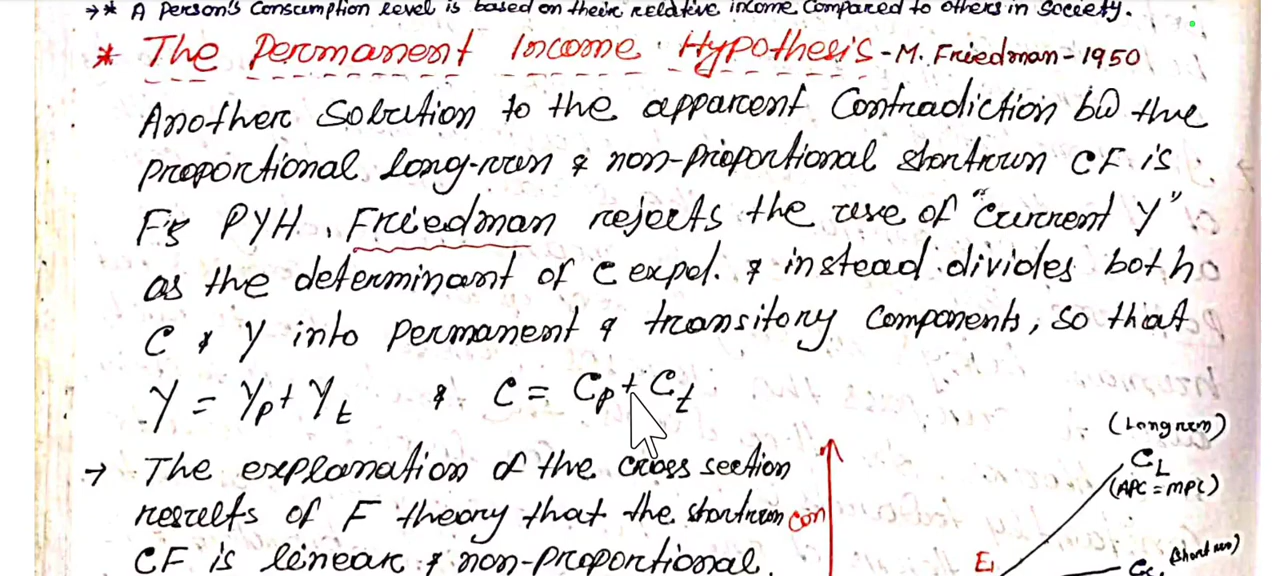 →* A Person's Consumption level is based on their relative income compared to others in Society.
* The Permanent Income Hypothesis - M. Friedman - 1950
Another Solution to the apparent Contradiction b/w the
proportional long-run & non-proportional shortrun CF is
F's PYH. Friedman rejects the use of "current Y"
as the determinant of C expd. & instead divides both
C & Y into permanent & transitory components, so that
Y = Yp + Yt & C = Cp + Ct
→ The explanation of the cross section
results of F theory that the shortrun
CF is linear & non-proportional.
Con
(Long run)
CL
(APC = MPC)
E1
Cs (Short run)